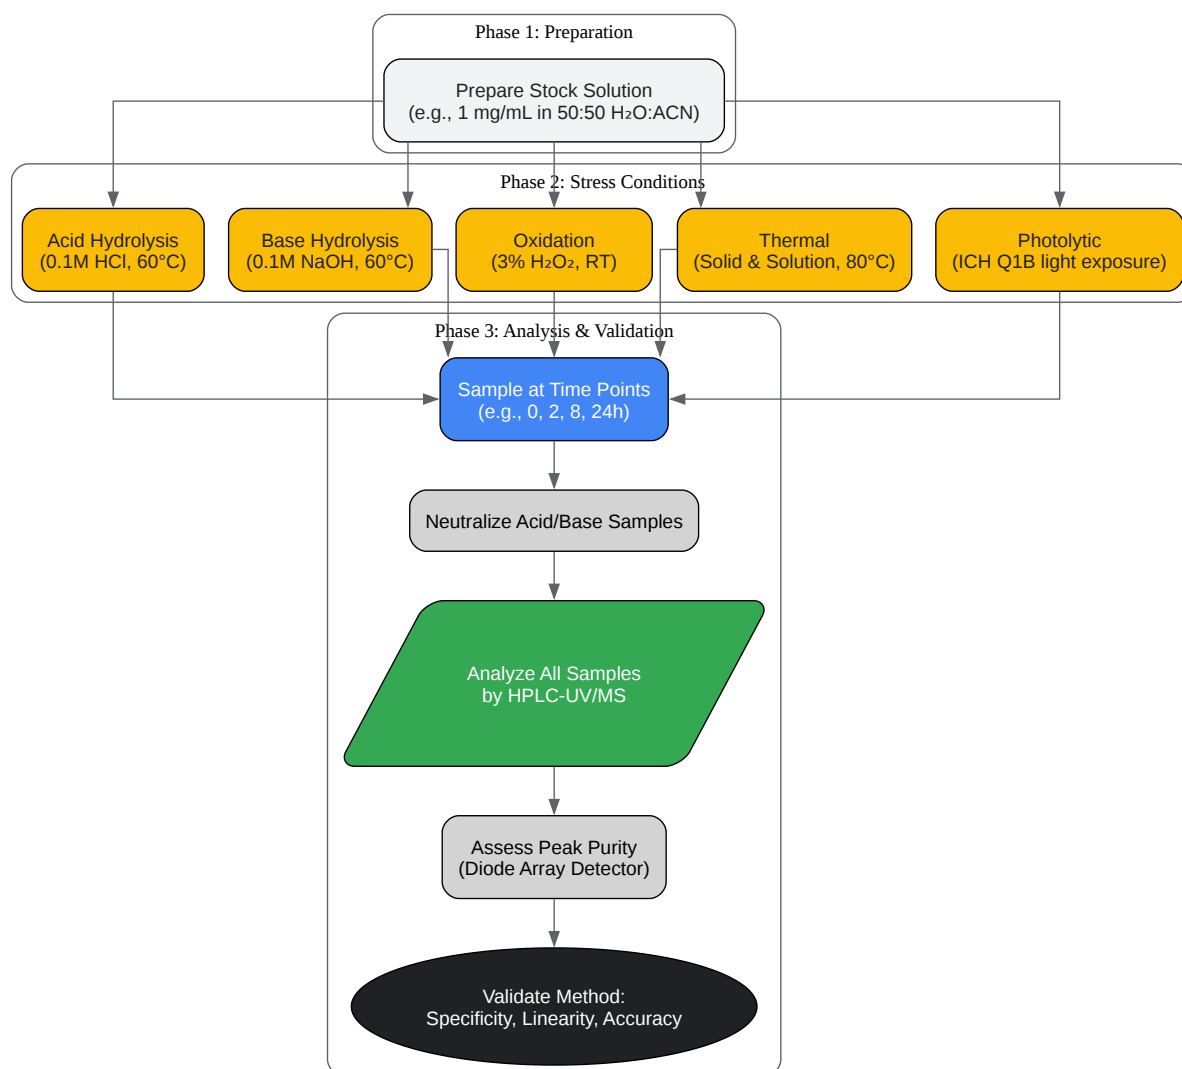 Phase 1: Preparation
Prepare Stock Solution
(e.g., 1 mg/mL in 50:50 H₂O:ACN)
Phase 2: Stress Conditions
Acid Hydrolysis
(0.1M HCl, 60°C)
Base Hydrolysis
(0.1M NaOH, 60°C)
Oxidation
(3% H₂O₂, RT)
Thermal
(Solid & Solution, 80°C)
Photolytic
(ICH Q1B light exposure)
Phase 3: Analysis & Validation
Sample at Time Points
(e.g., 0, 2, 8, 24h)
Neutralize Acid/Base Samples
Analyze All Samples
by HPLC-UV/MS
Assess Peak Purity
(Diode Array Detector)
Validate Method:
Specificity, Linearity, Accuracy